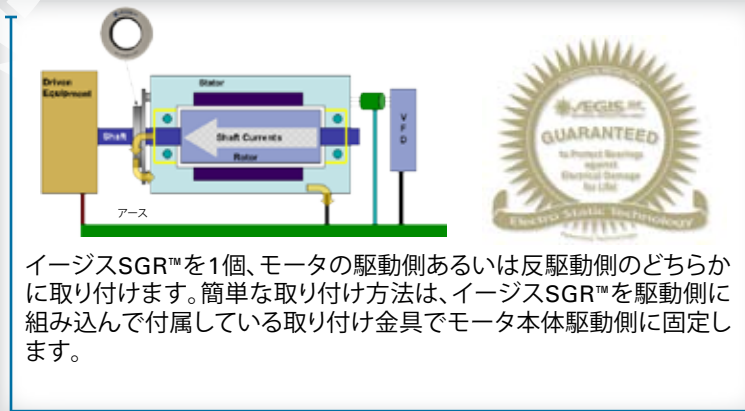 Driven
Equipment
Stator
Shaft
Shaft Currents
Rotor
VFD
アース
ÆGIS
GUARANTEED
to Protect Bearings
against
Electrical Damage
for Life!
Electro Static Technology
イージスSGR™を1個、モータの駆動側あるいは反駆動側のどちらか
に取り付けます。簡単な取り付け方法は、イージスSGR™を駆動側に
組み込んで付属している取り付け金具でモータ本体駆動側に固定し
ます。